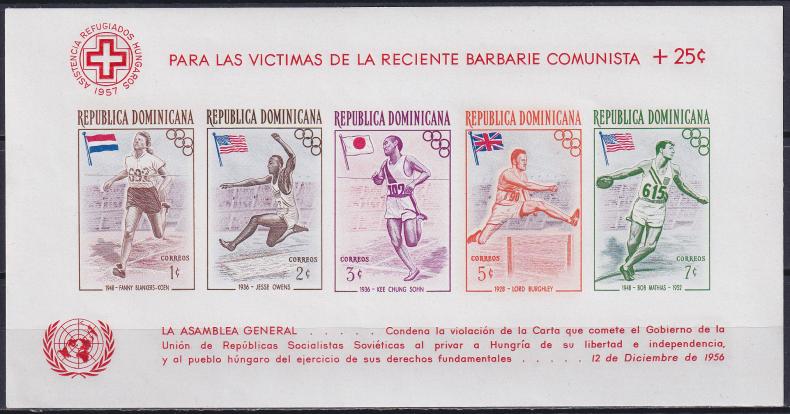 ASISTENCIA REFUGIADOS HUNGAROS
1957
PARA LAS VICTIMAS DE LA RECIENTE BARBARIE COMUNISTA + 25¢
REPUBLICA DOMINICANA
692
CORREOS
1¢
1948 - FANNY BLANKERS-KOEN
REPUBLICA DOMINICANA
CORREOS
2¢
1936 - JESSE OWENS
REPUBLICA DOMINICANA
382
CORREOS
3¢
1936 - KEE CHUNG SOHN
REPUBLICA DOMINICANA
CORREOS
5¢
1928 - LORD BURGHLEY
REPUBLICA DOMINICANA
615
CORREOS
7¢
1948 - BOB MATHIAS - 1952
LA ASAMBLEA GENERAL . . . . . Condena la violación de la Carta que comete el Gobierno de la
Unión de Repúblicas Socialistas Soviéticas al privar a Hungría de su libertad e independencia,
y al pueblo húngaro del ejercicio de sus derechos fundamentales . . . . . 12 de Diciembre de 1956